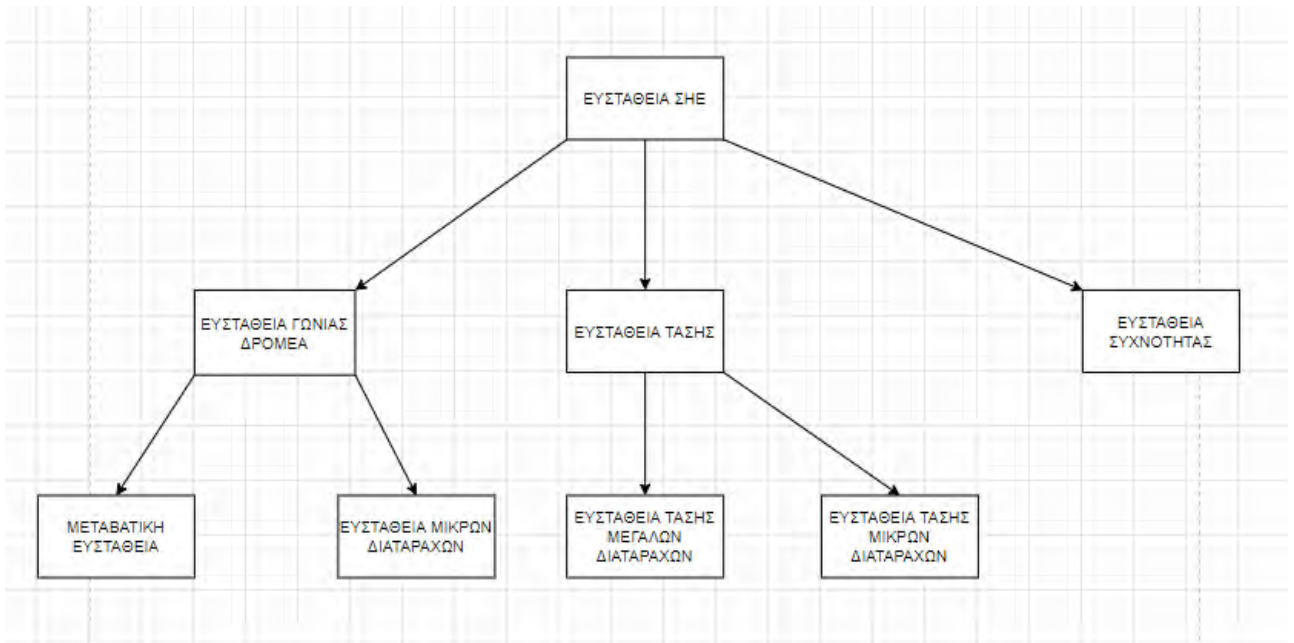 ΕΥΣΤΑΘΕΙΑ ΣΗΕ
ΕΥΣΤΑΘΕΙΑ ΓΩΝΙΑΣ
ΔΡΟΜΕΑ
ΕΥΣΤΑΘΕΙΑ ΤΑΣΗΣ
ΕΥΣΤΑΘΕΙΑ
ΣΥΧΝΟΤΗΤΑΣ
ΜΕΤΑΒΑΤΙΚΗ
ΕΥΣΤΑΘΕΙΑ
ΕΥΣΤΑΘΕΙΑ ΜΙΚΡΩΝ
ΔΙΑΤΑΡΑΧΩΝ
ΕΥΣΤΑΘΕΙΑ ΤΑΣΗΣ
ΜΕΓΑΛΩΝ
ΔΙΑΤΑΡΑΧΩΝ
ΕΥΣΤΑΘΕΙΑ ΤΑΣΗΣ
ΜΙΚΡΩΝ
ΔΙΑΤΑΡΑΧΩΝ